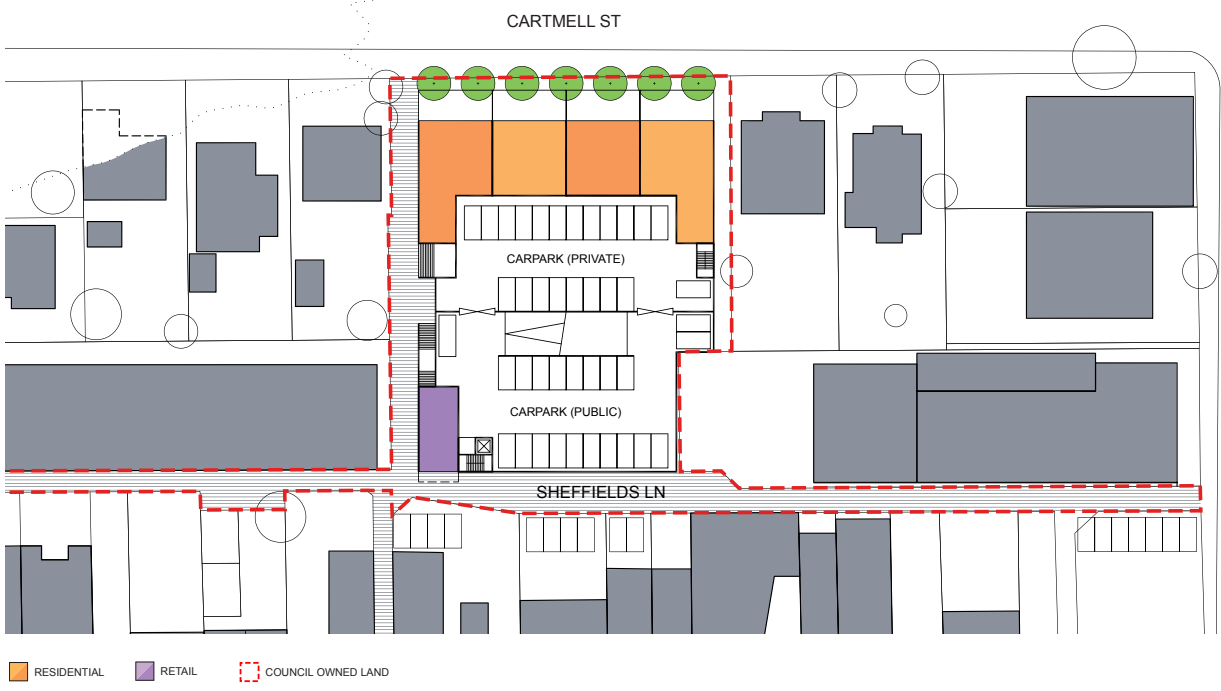 CARTMELL ST
CARPARK (PRIVATE)
CARPARK (PUBLIC)
SHEFFIELDS LN
RESIDENTIAL
RETAIL
COUNCIL OWNED LAND